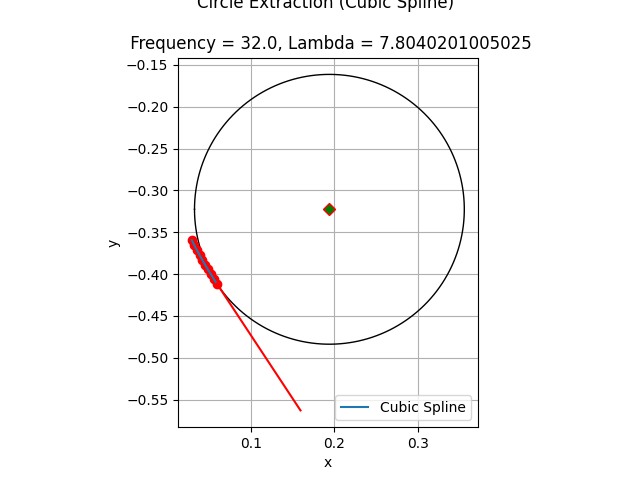 Circle Extraction (Cubic Spline)
Frequency = 32.0, Lambda = 7.8040201005025
−0.15
−0.20
−0.25
−0.30
−0.35
−0.40
−0.45
−0.50
−0.55
y
0.1 0.2 0.3
x
Cubic Spline